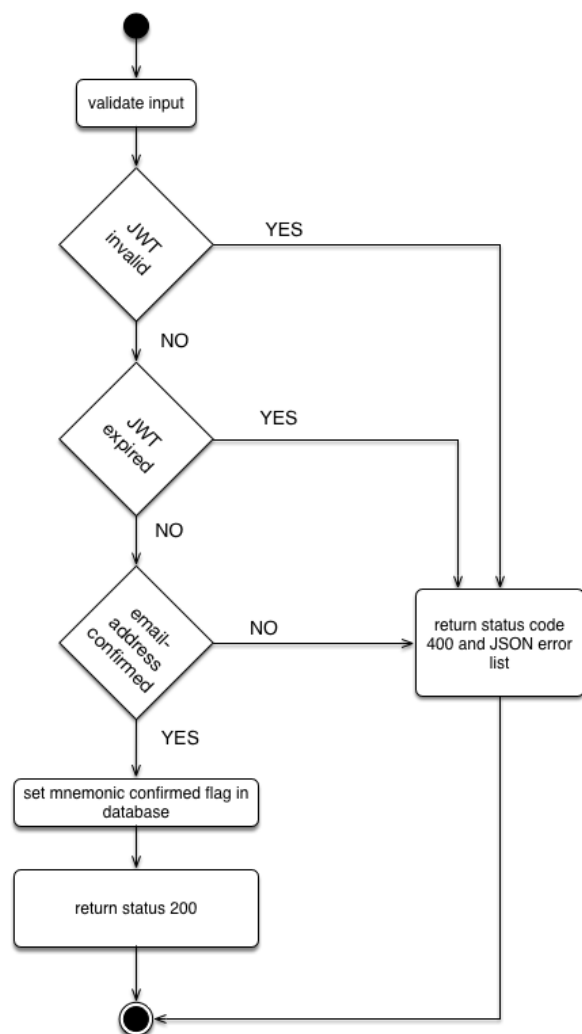 validate input
JWT
invalid
YES
NO
JWT
expired
YES
NO
email-
address
confirmed
NO
return status code
400 and JSON error
list
YES
set mnemonic confirmed flag in
database
return status 200